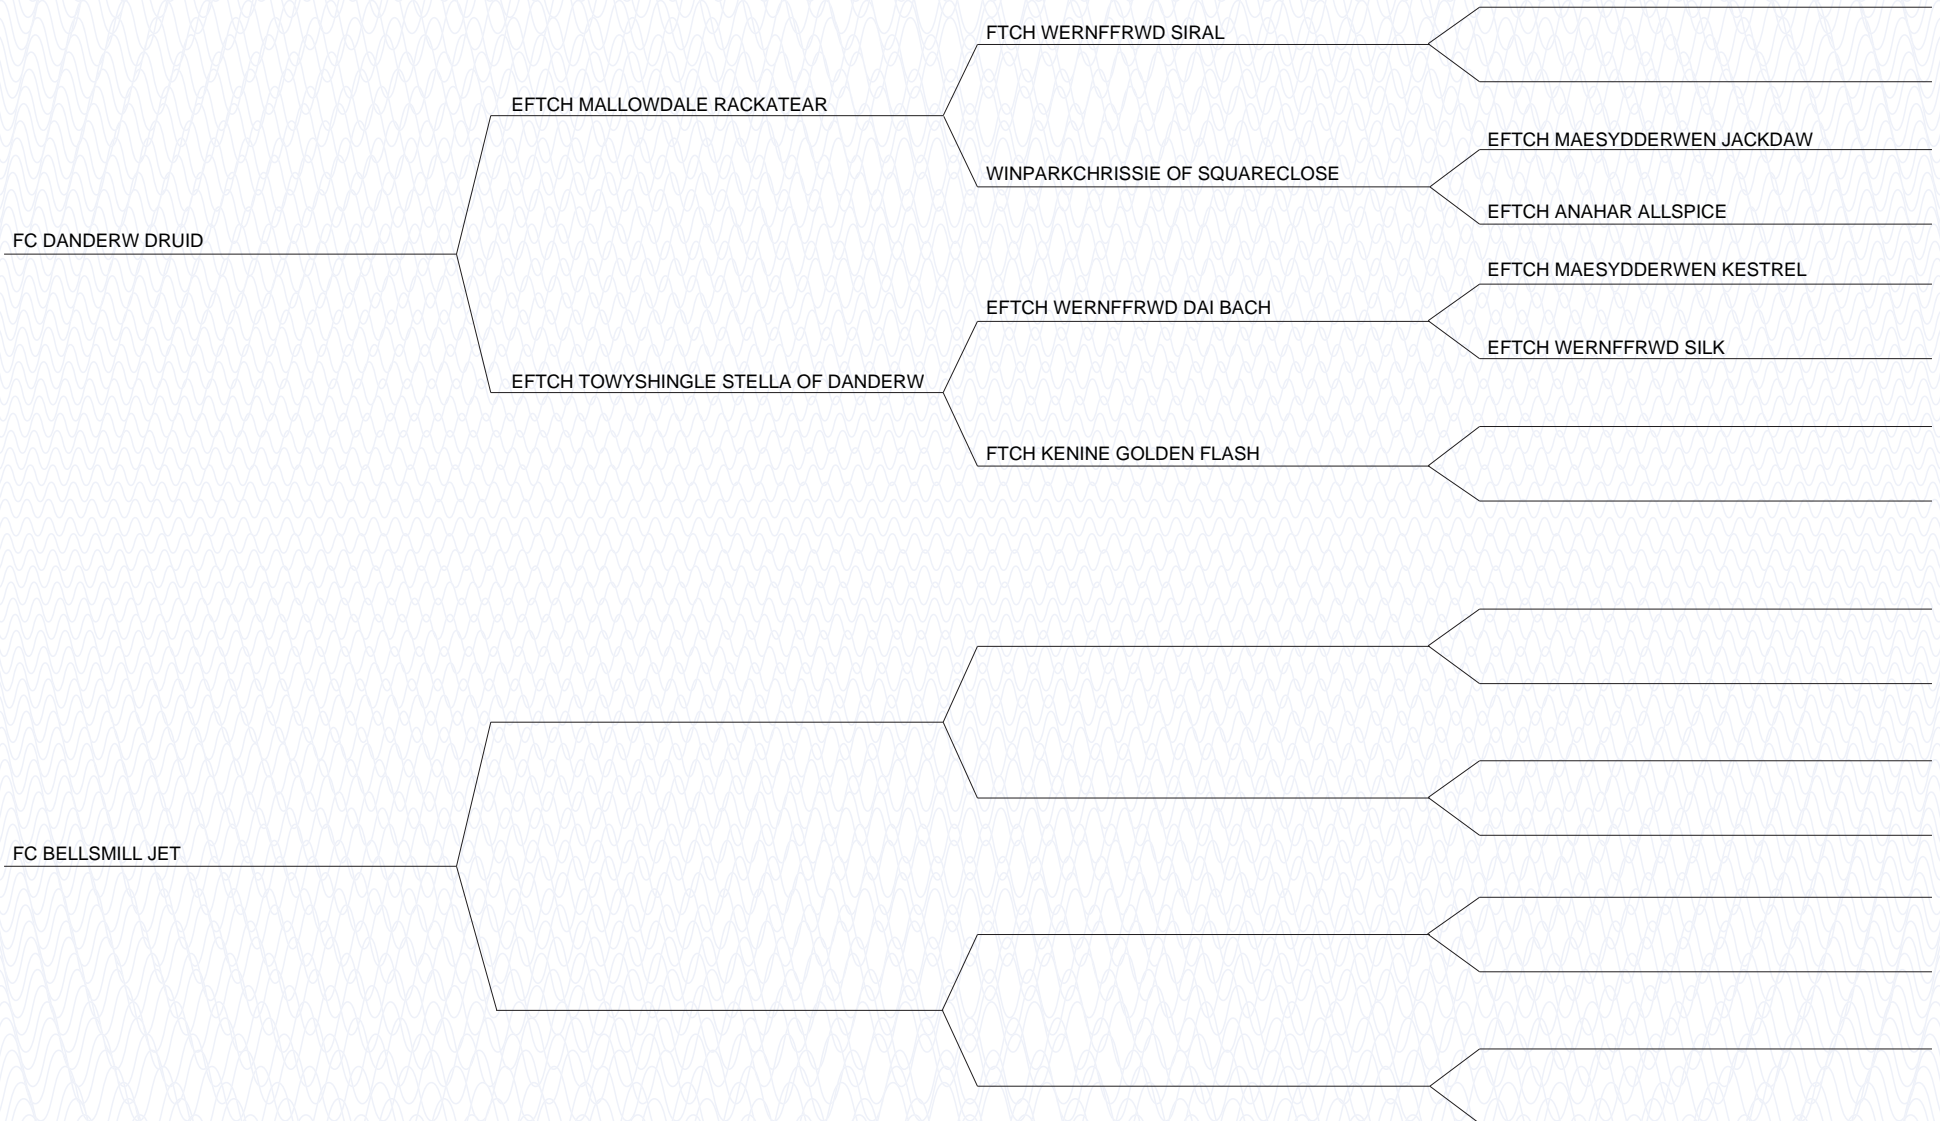 FTCH WERNFFRWD SIRAL
EFTCH MALLOWDALE RACKATEAR
EFTCH MAESYDDERWEN JACKDAW
WINPARKCHRISSIE OF SQUARECLOSE
EFTCH ANAHAR ALLSPICE
FC DANDERW DRUID
EFTCH MAESYDDERWEN KESTREL
EFTCH WERNFFRWD DAI BACH
EFTCH WERNFFRWD SILK
EFTCH TOWYSHINGLE STELLA OF DANDERW
FTCH KENINE GOLDEN FLASH
FC BELLSMILL JET